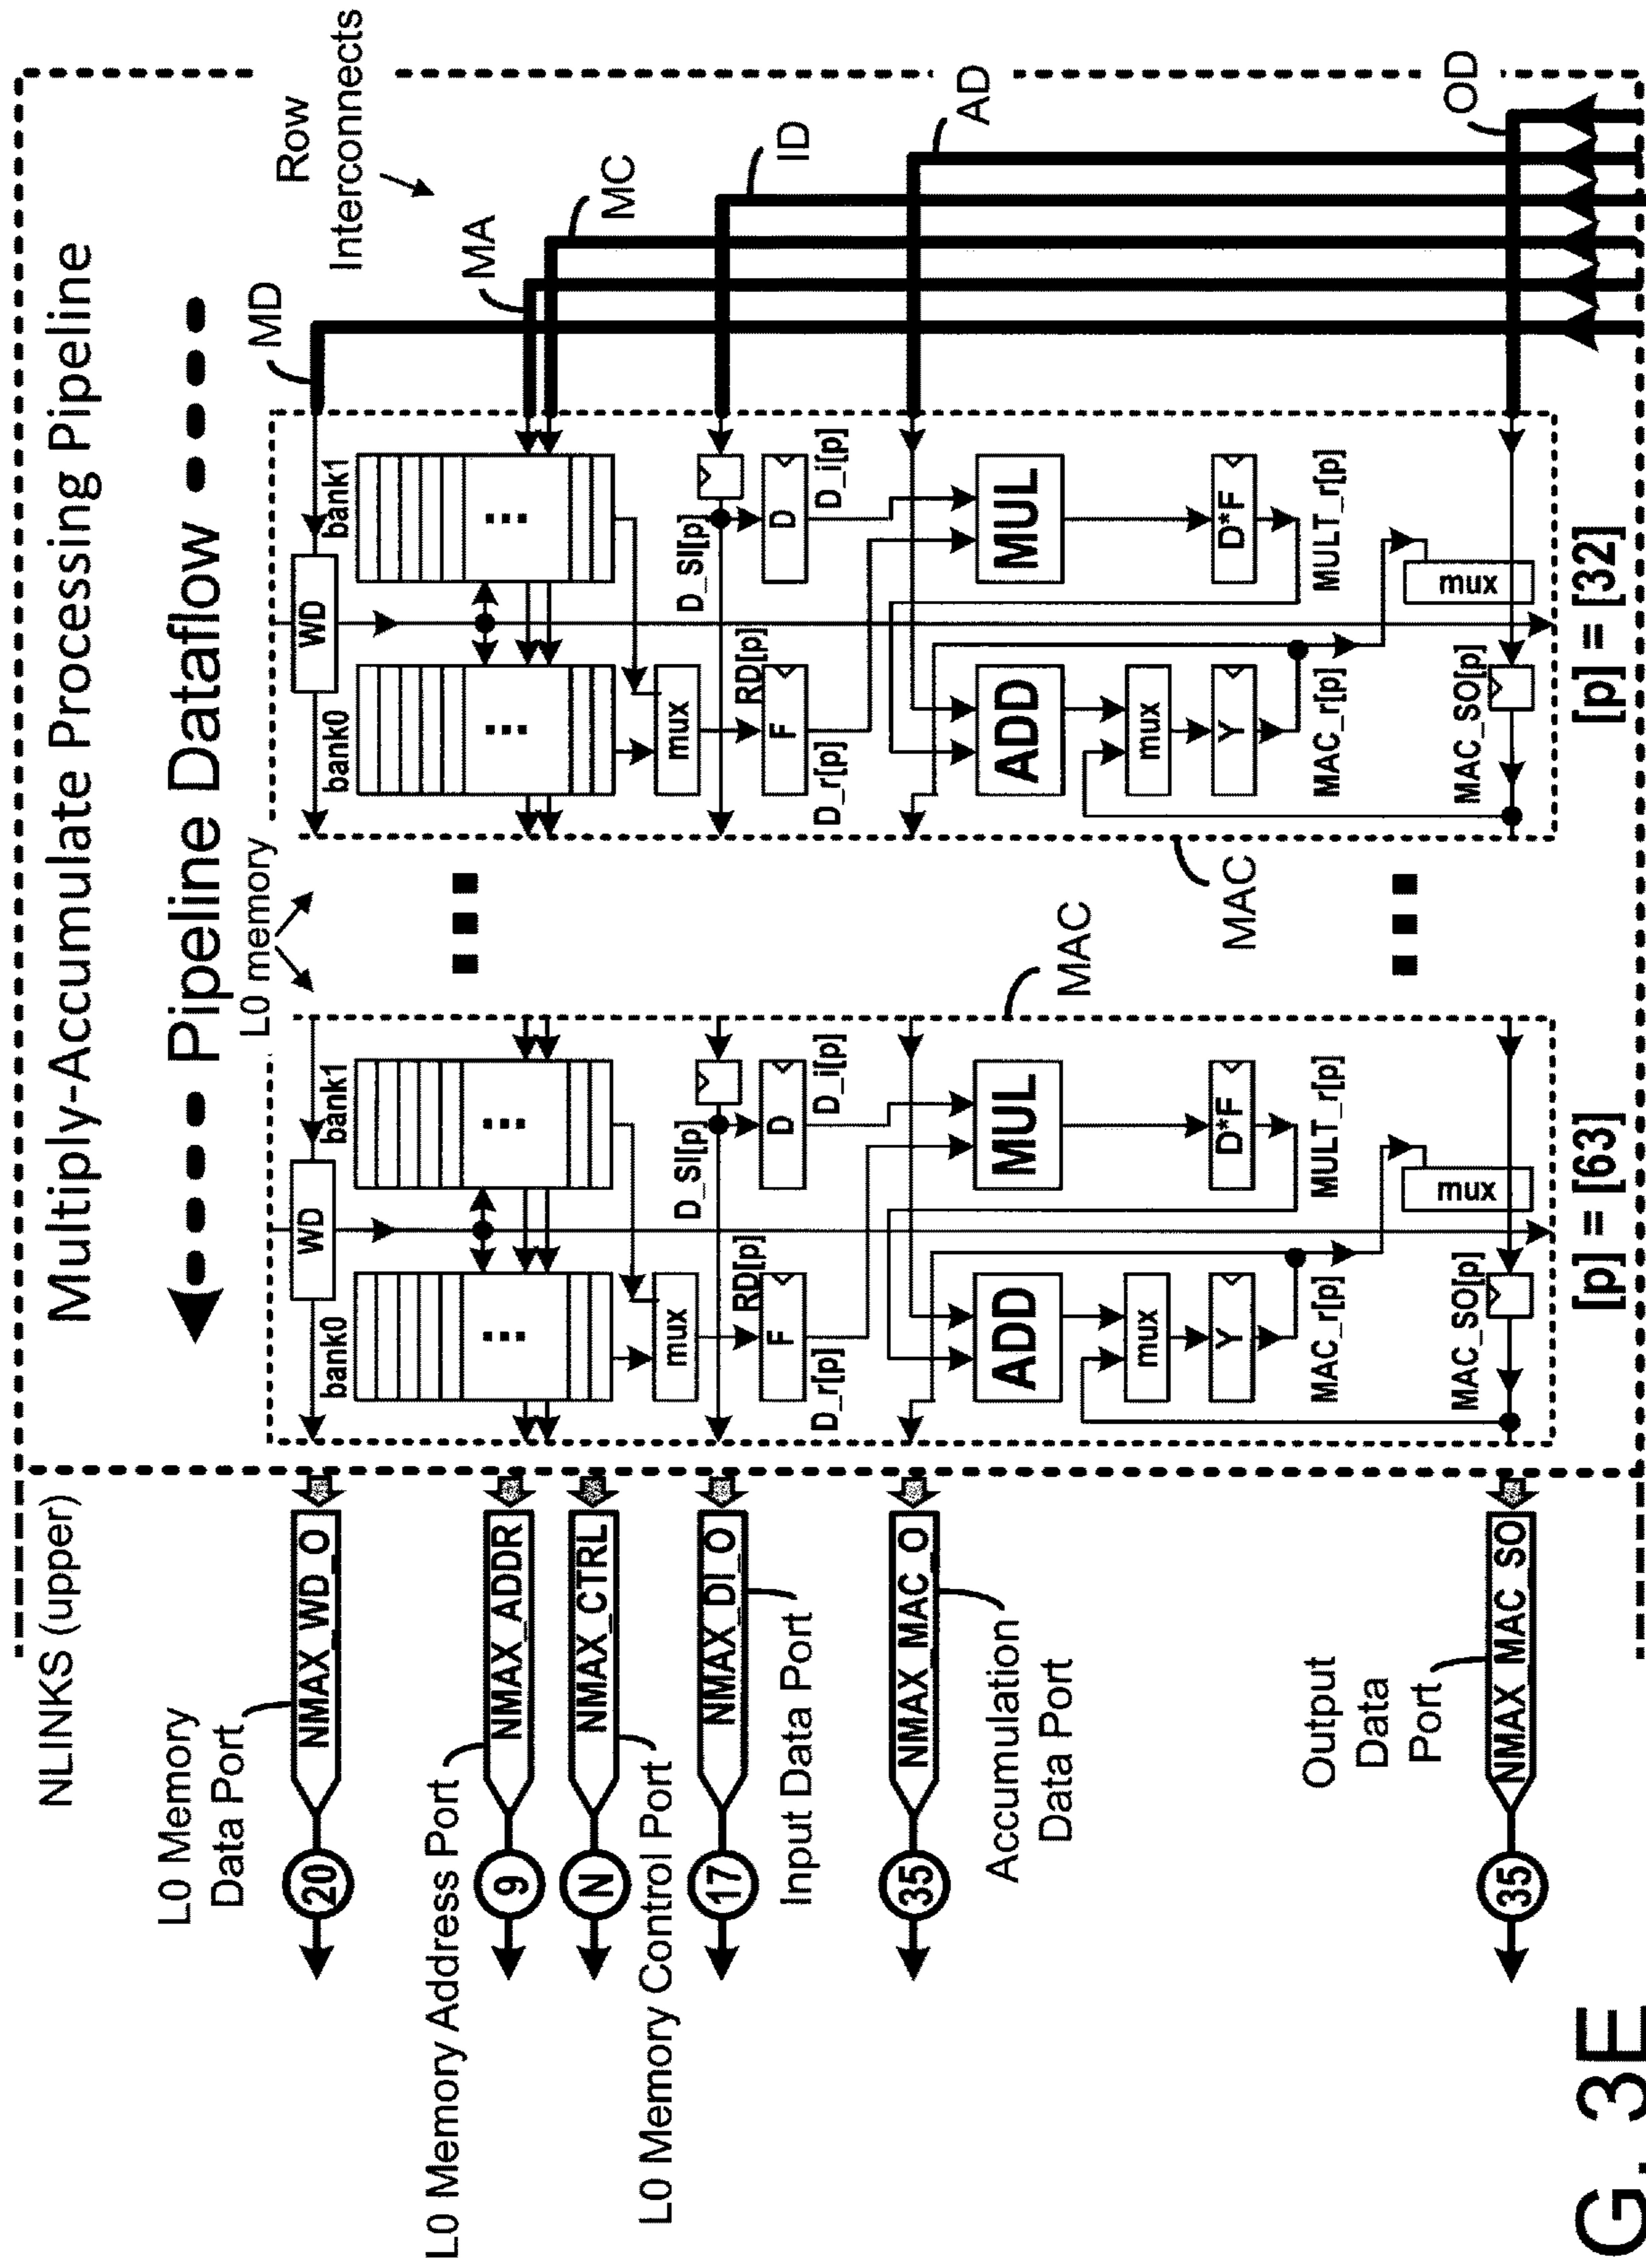 Multiply-Accumulate Processing Pipeline
Pipeline Dataflow
Row
Interconnects
MD
MA
MC
ID
AD
OD
L0 memory
NLINKS (upper)
L0 Memory
Data Port
20
NMAX_WD_O
L0 Memory Address Port
9
NMAX_ADDR
N
NMAX_CTRL
L0 Memory Control Port
17
NMAX_DI_O
Input Data Port
35
NMAX_MAC_O
Accumulation
Data Port
Output
Data
Port
35
NMAX_MAC_SO
WD
bank0
bank1
...
...
mux
D_SI[p]
RD[p]
F
D
D_r[p]
D_i[p]
ADD
MUL
mux
Y
D*F
MAC_r[p]
MULT_r[p]
mux
MAC_SO[p]
[p] = [63]
MAC
WD
bank0
bank1
...
...
mux
D_SI[p]
RD[p]
F
D
D_r[p]
D_i[p]
ADD
MUL
mux
Y
D*F
MAC_r[p]
MULT_r[p]
mux
MAC_SO[p]
[p] = [32]
MAC
G. 3E